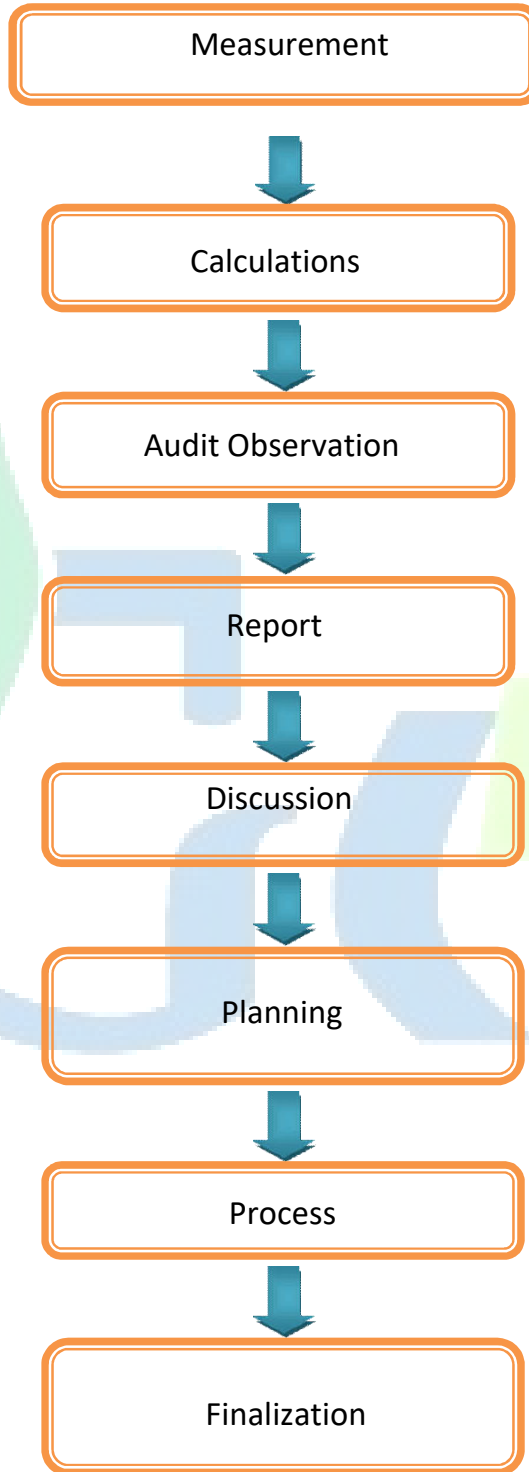 Measurement
Calculations
Audit Observation
Report
Discussion
Planning
Process
Finalization